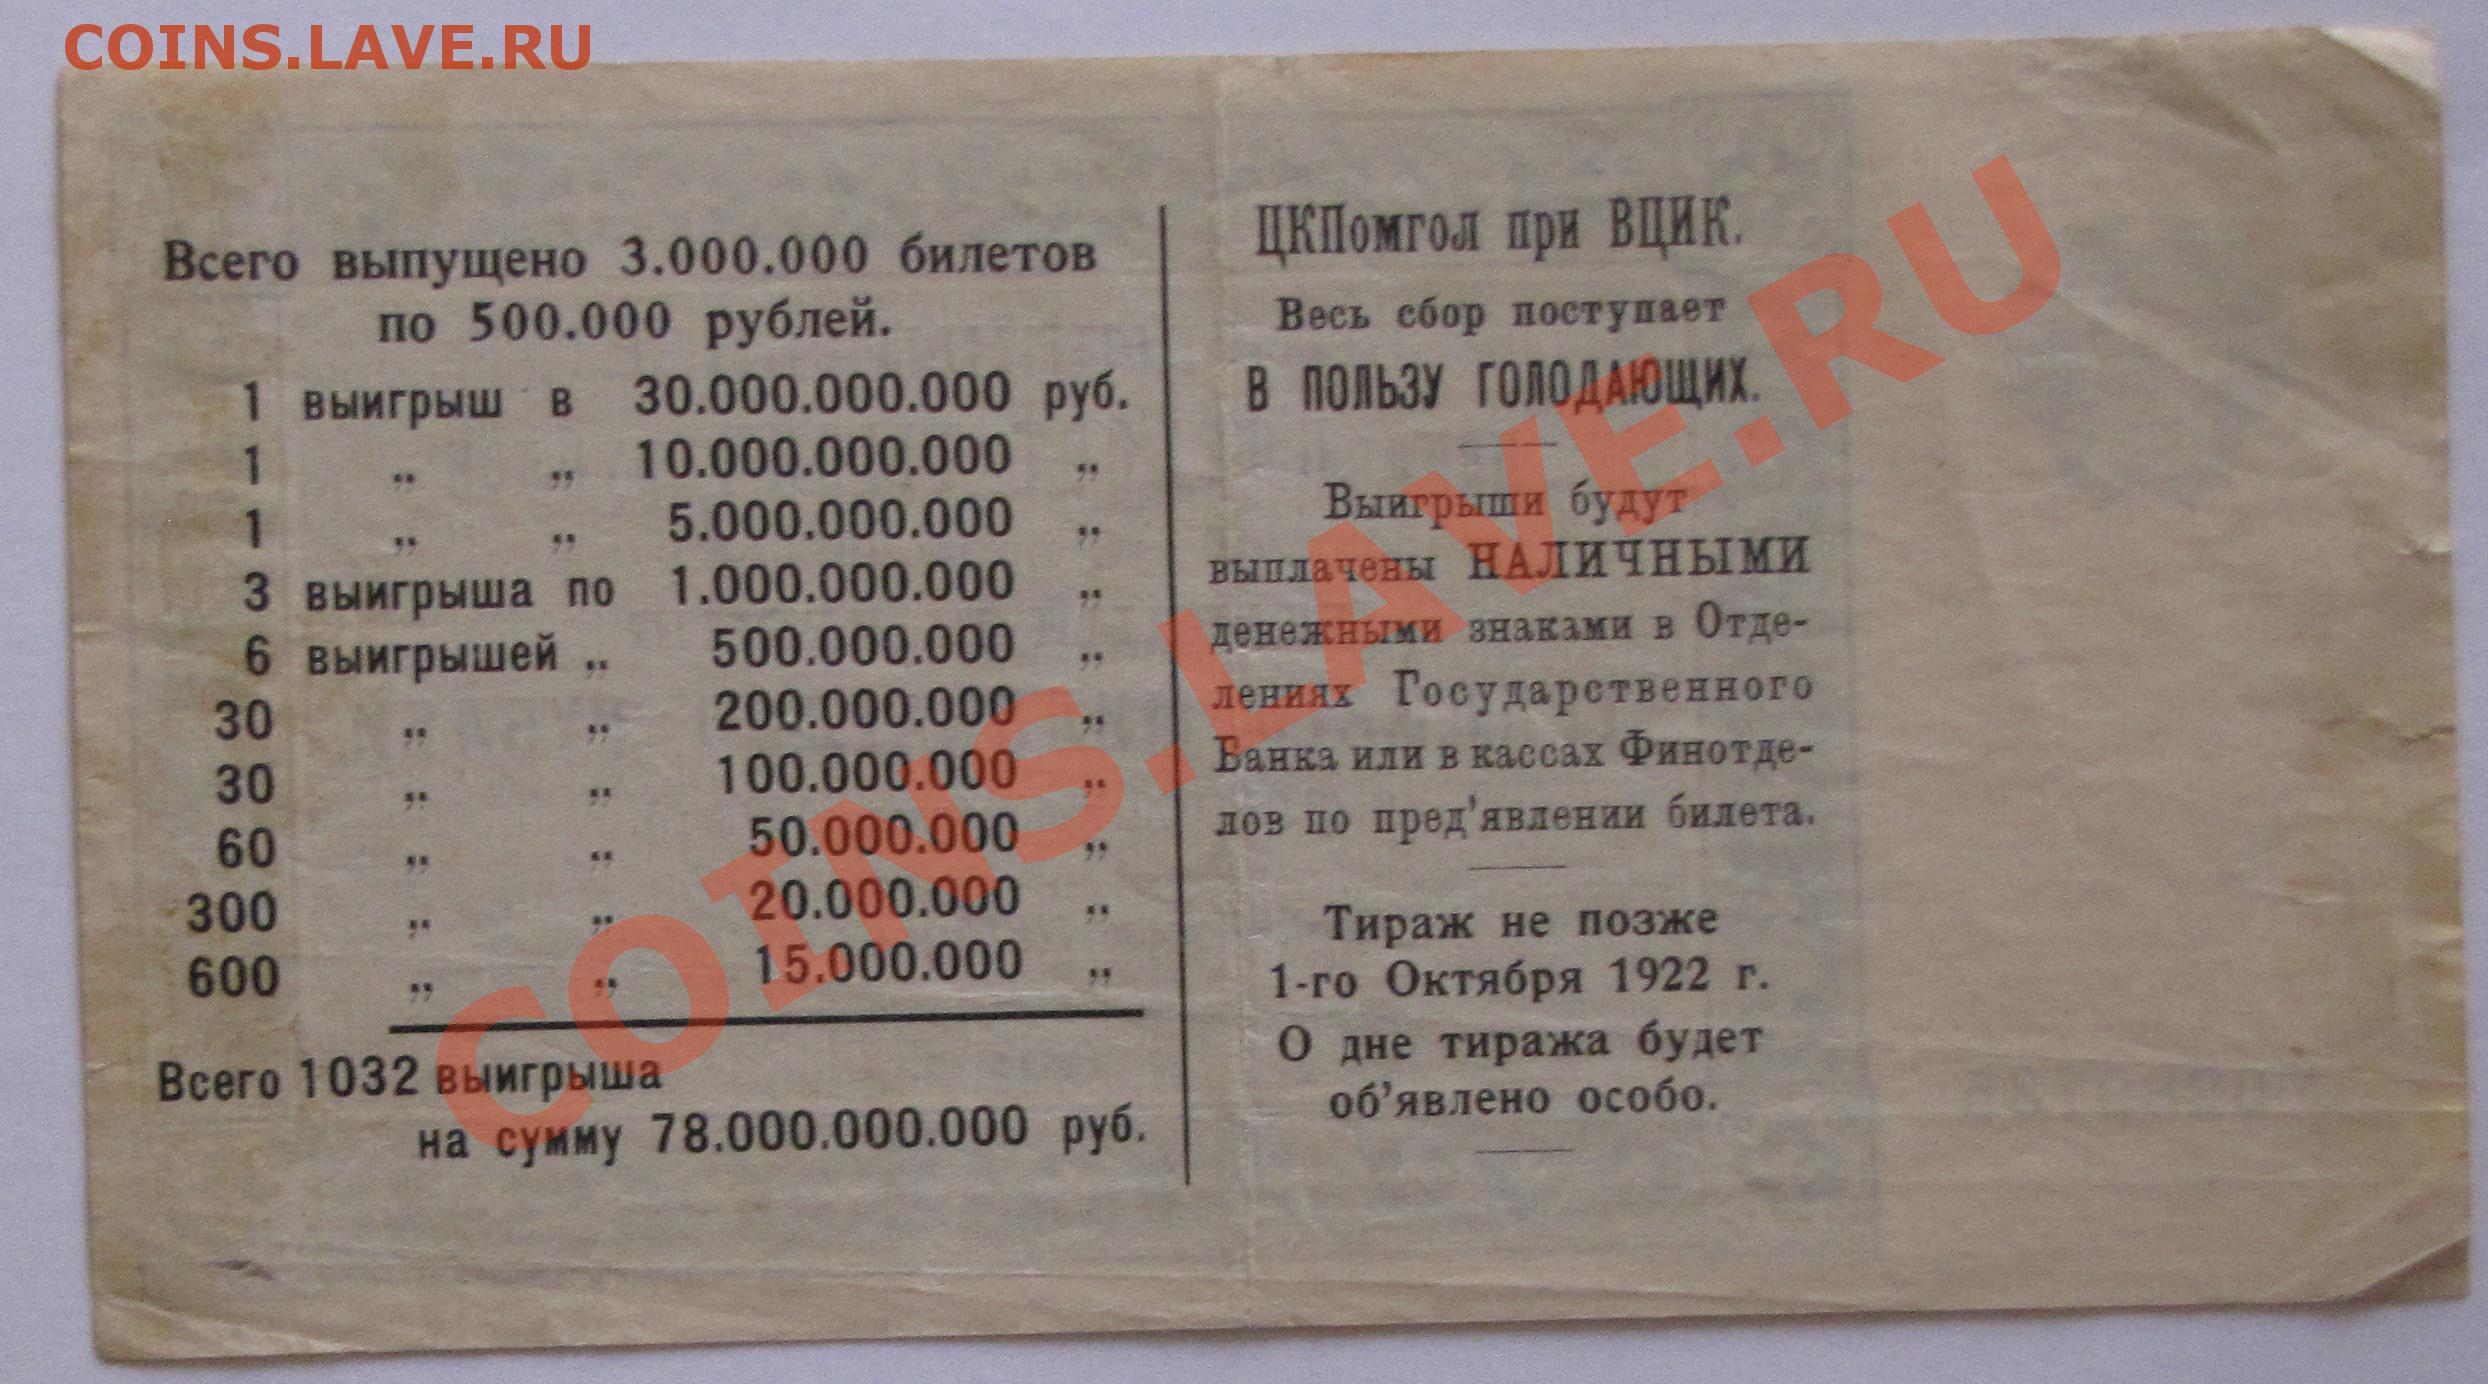 COINS.LAVE.RU
Всего выпущено 3.000.000 билетов
по 500.000 рублей.
1 выигрыш в 30.000.000.000 руб.
1 „ „ 10.000.000.000 „
1 „ „ 5.000.000.000 „
3 выигрыша по 1.000.000.000 „
6 выигрышей „ 500.000.000 „
30 „ „ 200.000.000 „
30 „ „ 100.000.000 „
60 „ „ 50.000.000 „
300 „ „ 20.000.000 „
600 „ „ 15.000.000 „
Всего 1032 выигрыша
на сумму 78.000.000.000 руб.
ЦКПомгол при ВЦИК.
Весь сбор поступает
В ПОЛЬЗУ ГОЛОДАЮЩИХ.
Выигрыши будут
выплачены НАЛИЧНЫМИ
денежными знаками в Отде-
лениях Государственного
Банка или в кассах Финотде-
лов по пред'явлении билета.
Тираж не позже
1-го Октября 1922 г.
О дне тиража будет
об'явлено особо.
COINS.LAVE.RU